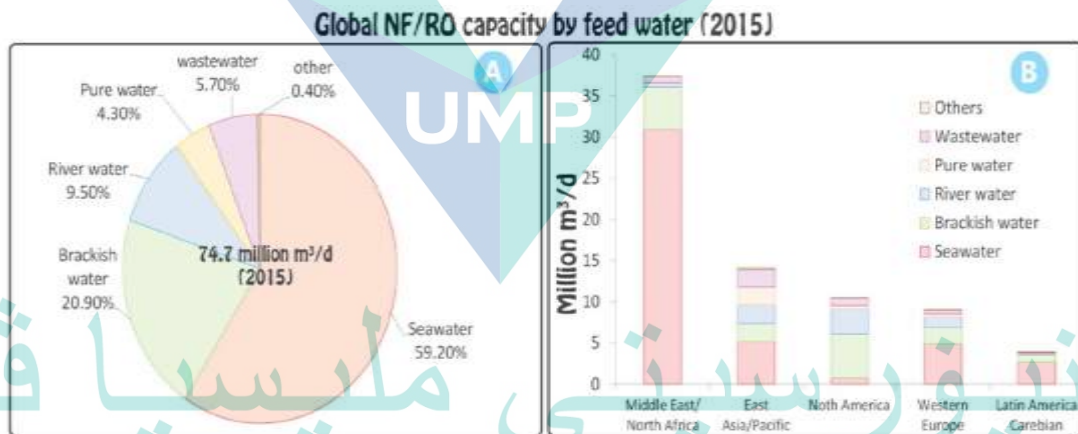 Global NF/RO capacity by feed water (2015)
A
wastewater
5.70%
other
0.40%
Pure water
4.30%
River water
9.50%
Brackish
water
20.90%
74.7 million m³/d
(2015)
Seawater
59.20%
UMP
B
Million m³/d
40
35
30
25
20
15
10
5
0
Others
Wastewater
Pure water
River water
Brackish water
Seawater
Middle East/
North Africa
East
Asia/Pacific
Noth America
Western
Europe
Latin America
Carebian